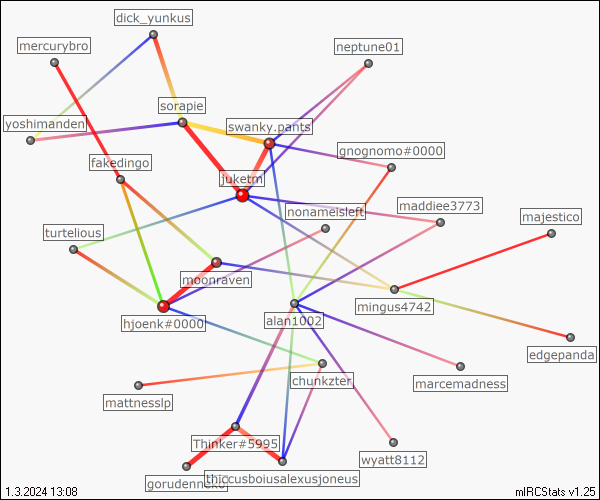 dick_yunkus
mercurybro
neptune01
sorapie
yoshimanden
swanky.pants
gnognomo#0000
fakedingo
juketm
nonameisleft
maddiee3773
majestico
turtelious
moonraven
mingus4742
hjoenk#0000
alan1002
edgepanda
chunkzter
marcemadness
mattnesslp
Thinker#5995
wyatt8112
gorudenneko
thiccusboiusalexusjoneus
1.3.2024 13:08
mIRCStats v1.25